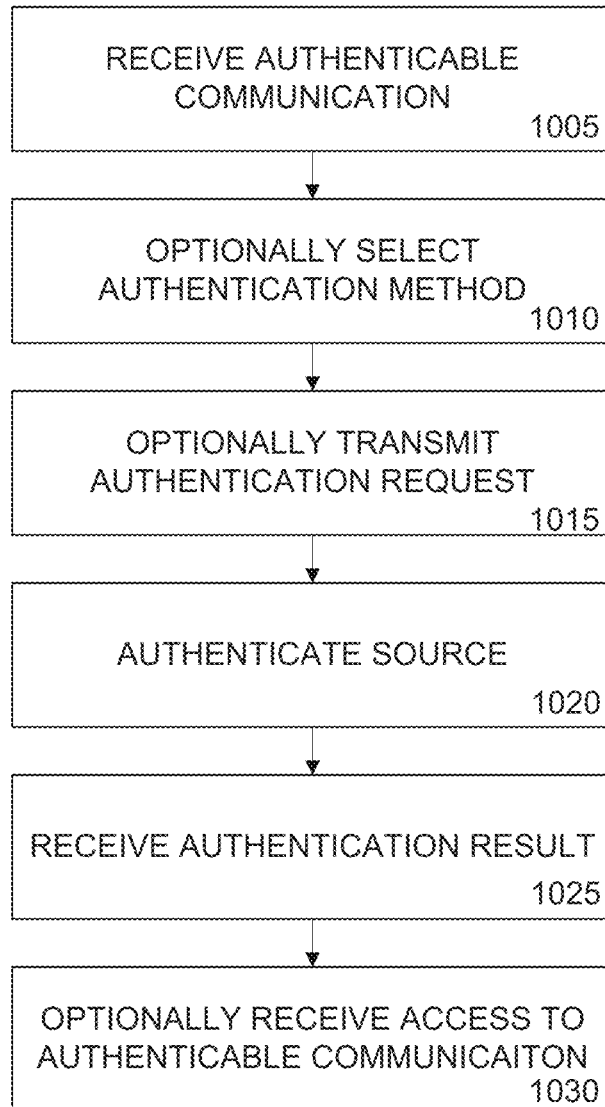 RECEIVE AUTHENTICABLE
COMMUNICATION
1005
OPTIONALLY SELECT
AUTHENTICATION METHOD
1010
OPTIONALLY TRANSMIT
AUTHENTICATION REQUEST
1015
AUTHENTICATE SOURCE
1020
RECEIVE AUTHENTICATION RESULT
1025
OPTIONALLY RECEIVE ACCESS TO
AUTHENTICABLE COMMUNICAITON
1030